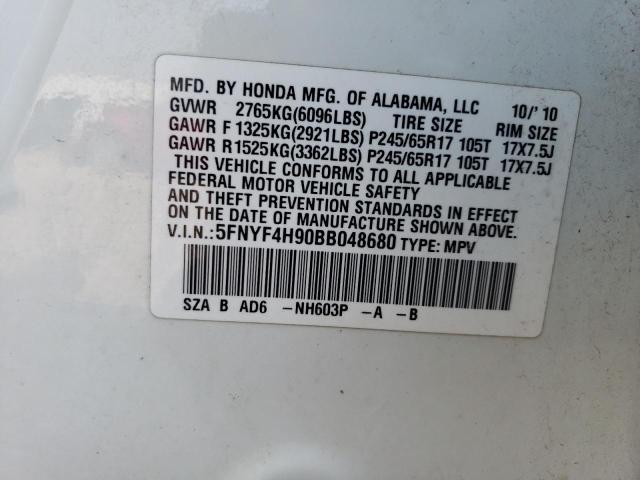 MFD. BY HONDA MFG. OF ALABAMA, LLC 10/'10
GVWR 2765KG(6096LBS) TIRE SIZE RIM SIZE
GAWR F 1325KG(2921LBS) P245/65R17 105T 17X7.5J
GAWR R1525KG(3362LBS) P245/65R17 105T 17X7.5J
THIS VEHICLE CONFORMS TO ALL APPLICABLE
FEDERAL MOTOR VEHICLE SAFETY
AND THEFT PREVENTION STANDARDS IN EFFECT
ON THE DATE OF MANUFACTURE SHOWN ABOVE.
V.I.N.:5FNYF4H90BB048680 TYPE: MPV
SZA B AD6 -NH603P -A -B